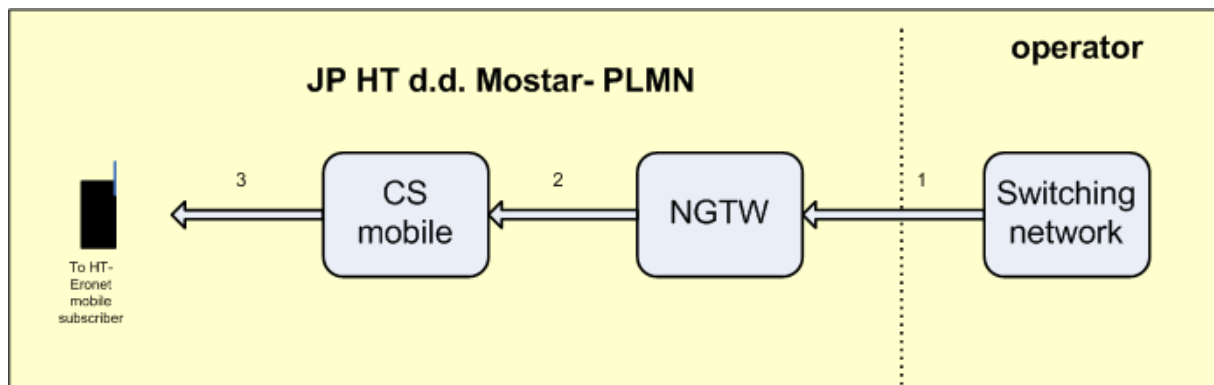 operator
JP HT d.d. Mostar- PLMN
3
CS
mobile
2
NGTW
1
Switching
network
To HT-
Eronet
mobile
subscriber